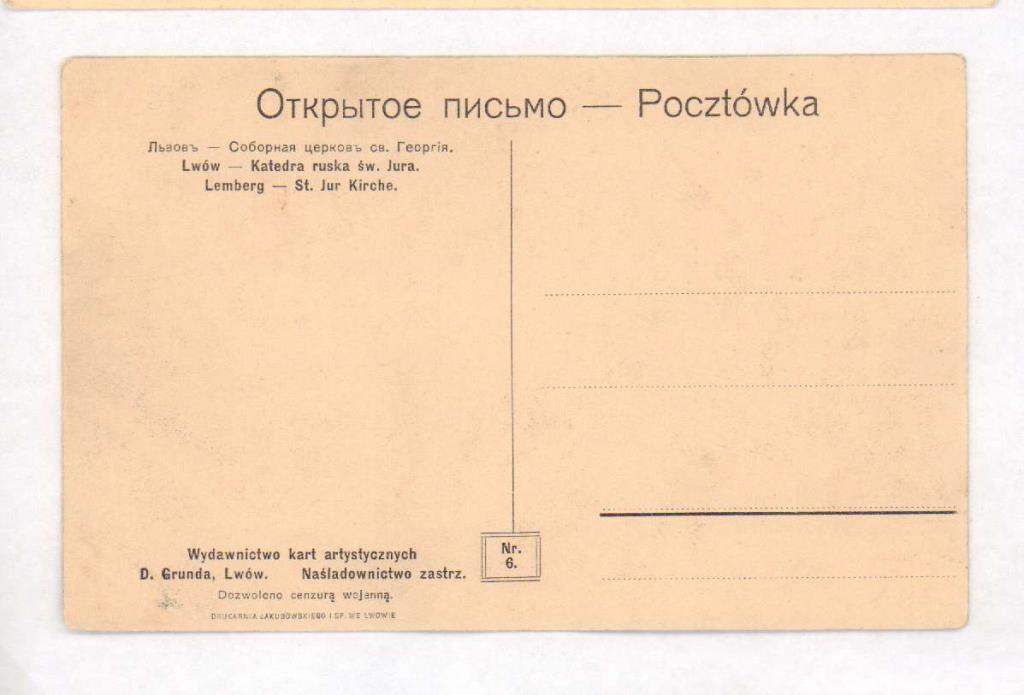 Открытое письмо — Pocztówka
Львовъ — Соборная церковь св. Георгія.
Lwów — Katedra ruska św. Jura.
Lemberg — St. Jur Kirche.
Wydawnictwo kart artystycznych
D. Grunda, Lwów. Naśladownictwo zastrz.
Dozwolono cenzurą wojenną.
DRUKARNIA JAKUBOWSKIEGO I SP. WE LWOWIE
Nr.
6.